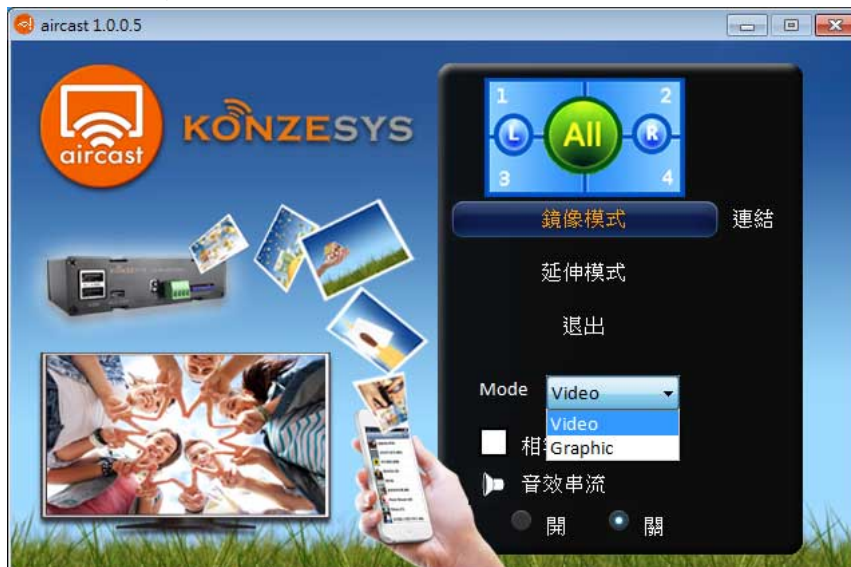 aircast 1.0.0.5
aircast
KONZESYS
1
2
L
All
R
3
4
鏡像模式
連結
延伸模式
退出
Mode
Video
Video
Graphic
相
音效串流
開
關